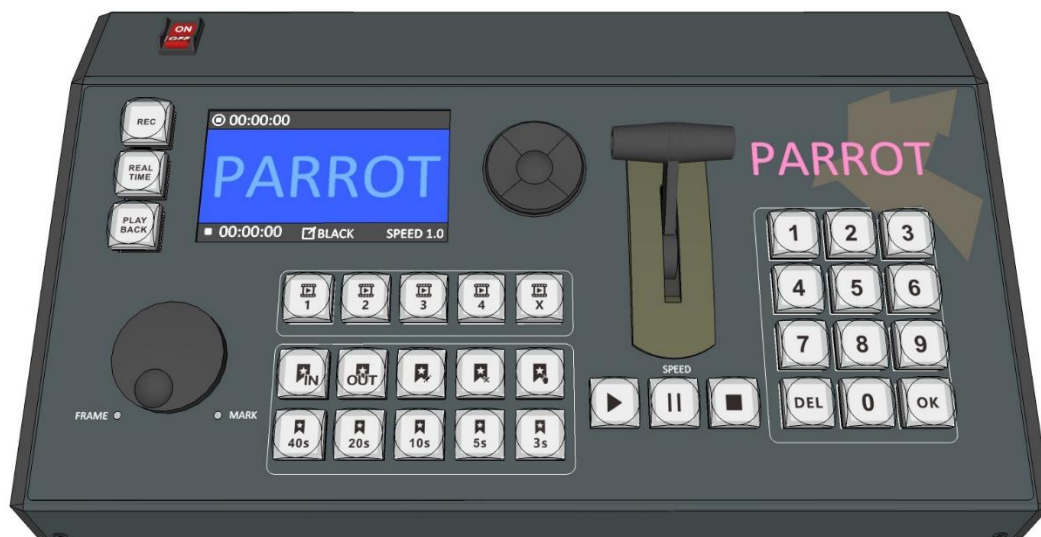 ON
OFF
REC
REAL
TIME
PLAY
BACK
00:00:00
PARROT
00:00:00 BLACK SPEED 1.0
PARROT
1 2 3
4 5 6
7 8 9
DEL 0 OK
1 2 3 4 X
IN OUT
40s 20s 10s 5s 3s
FRAME
MARK
SPEED